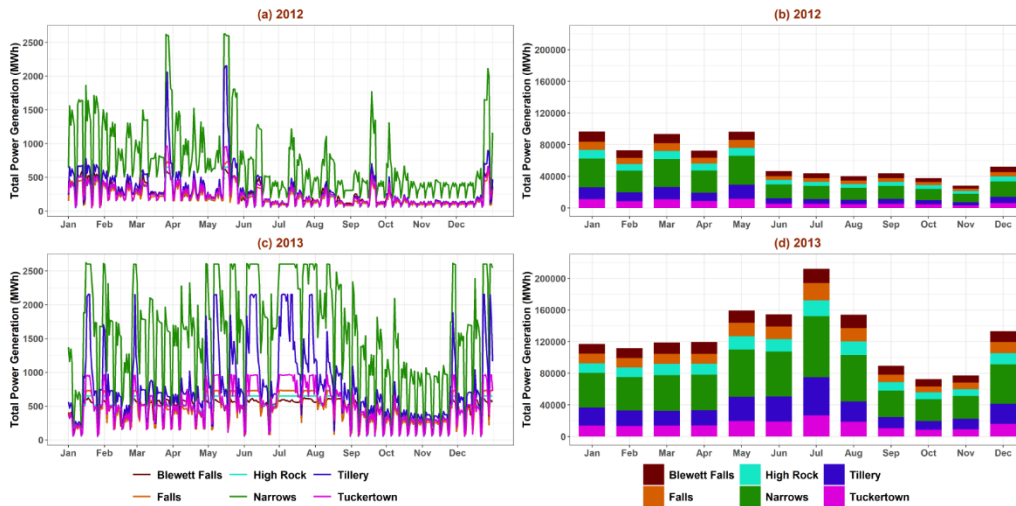 (a) 2012
(b) 2012
Total Power Generation (MWh)
2500
2000
1500
1000
500
0
Jan Feb Mar Apr May Jun Jul Aug Sep Oct Nov Dec
Total Power Generation (MWh)
200000
160000
120000
80000
40000
0
Jan Feb Mar Apr May Jun Jul Aug Sep Oct Nov Dec
(c) 2013
(d) 2013
Total Power Generation (MWh)
2500
2000
1500
1000
500
0
Jan Feb Mar Apr May Jun Jul Aug Sep Oct Nov Dec
Total Power Generation (MWh)
200000
160000
120000
80000
40000
0
Jan Feb Mar Apr May Jun Jul Aug Sep Oct Nov Dec
Blewett Falls High Rock Tillery
Falls Narrows Tuckertown
Blewett Falls High Rock Tillery
Falls Narrows Tuckertown